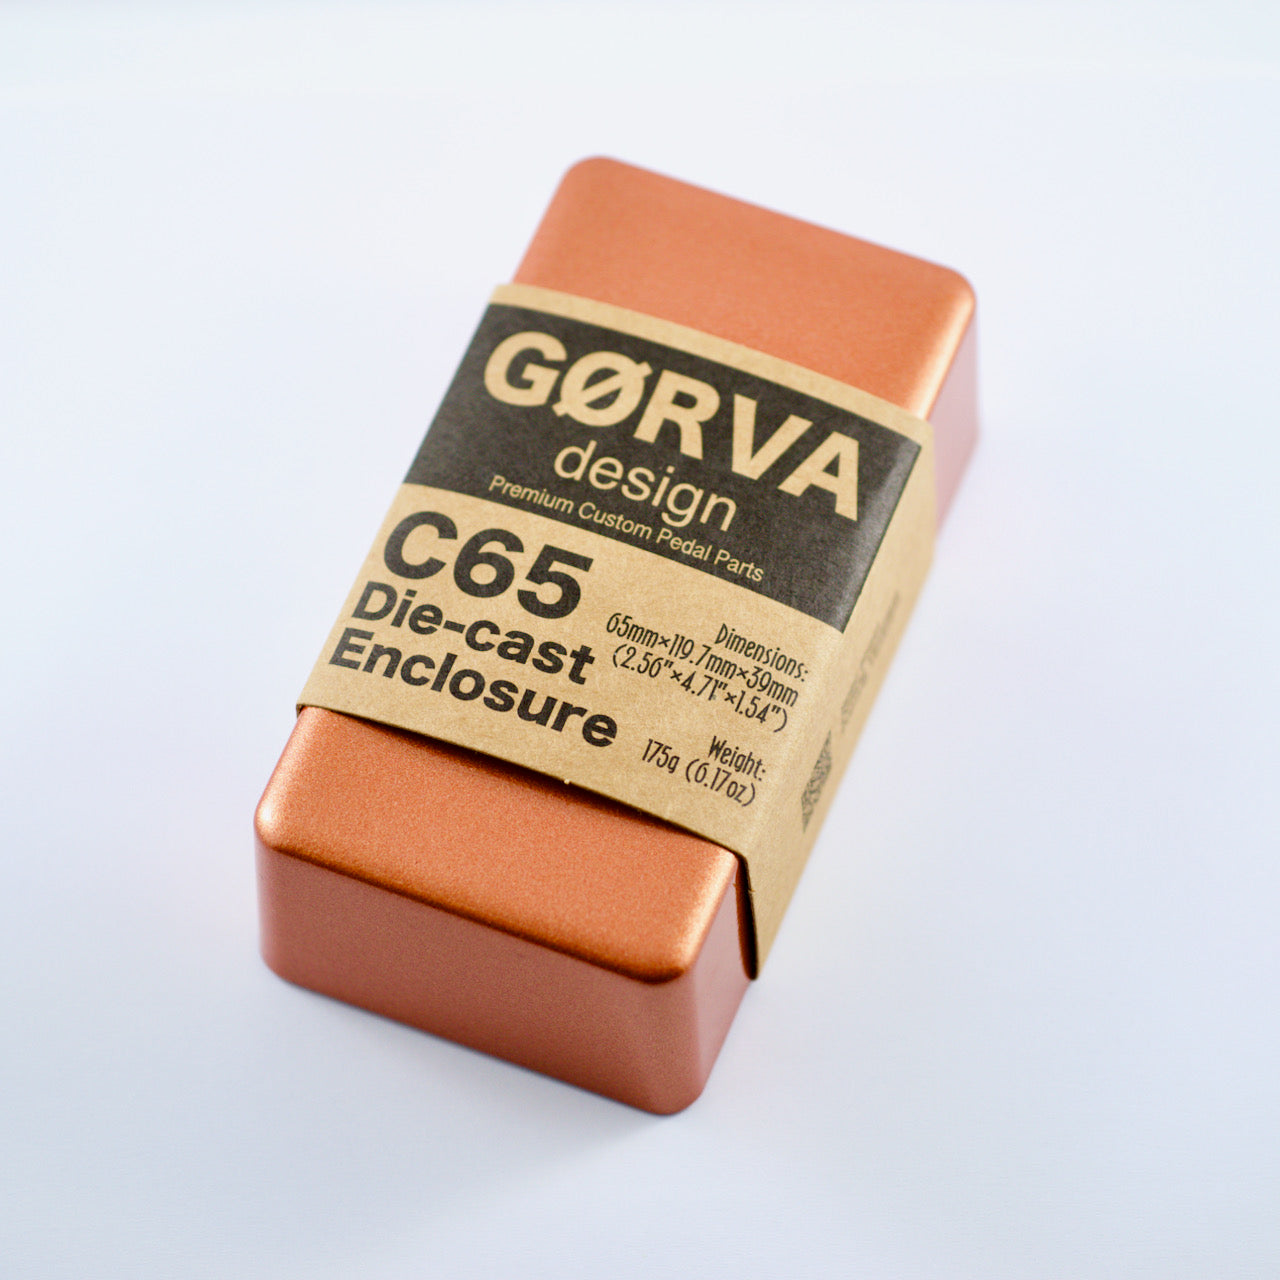 GØRVA
design
Premium Custom Pedal Parts
C65
Die-cast
Enclosure
Dimensions:
65mm×119.7mm×39mm
(2.56"×4.71"×1.54")
Weight:
175g (6.17oz)